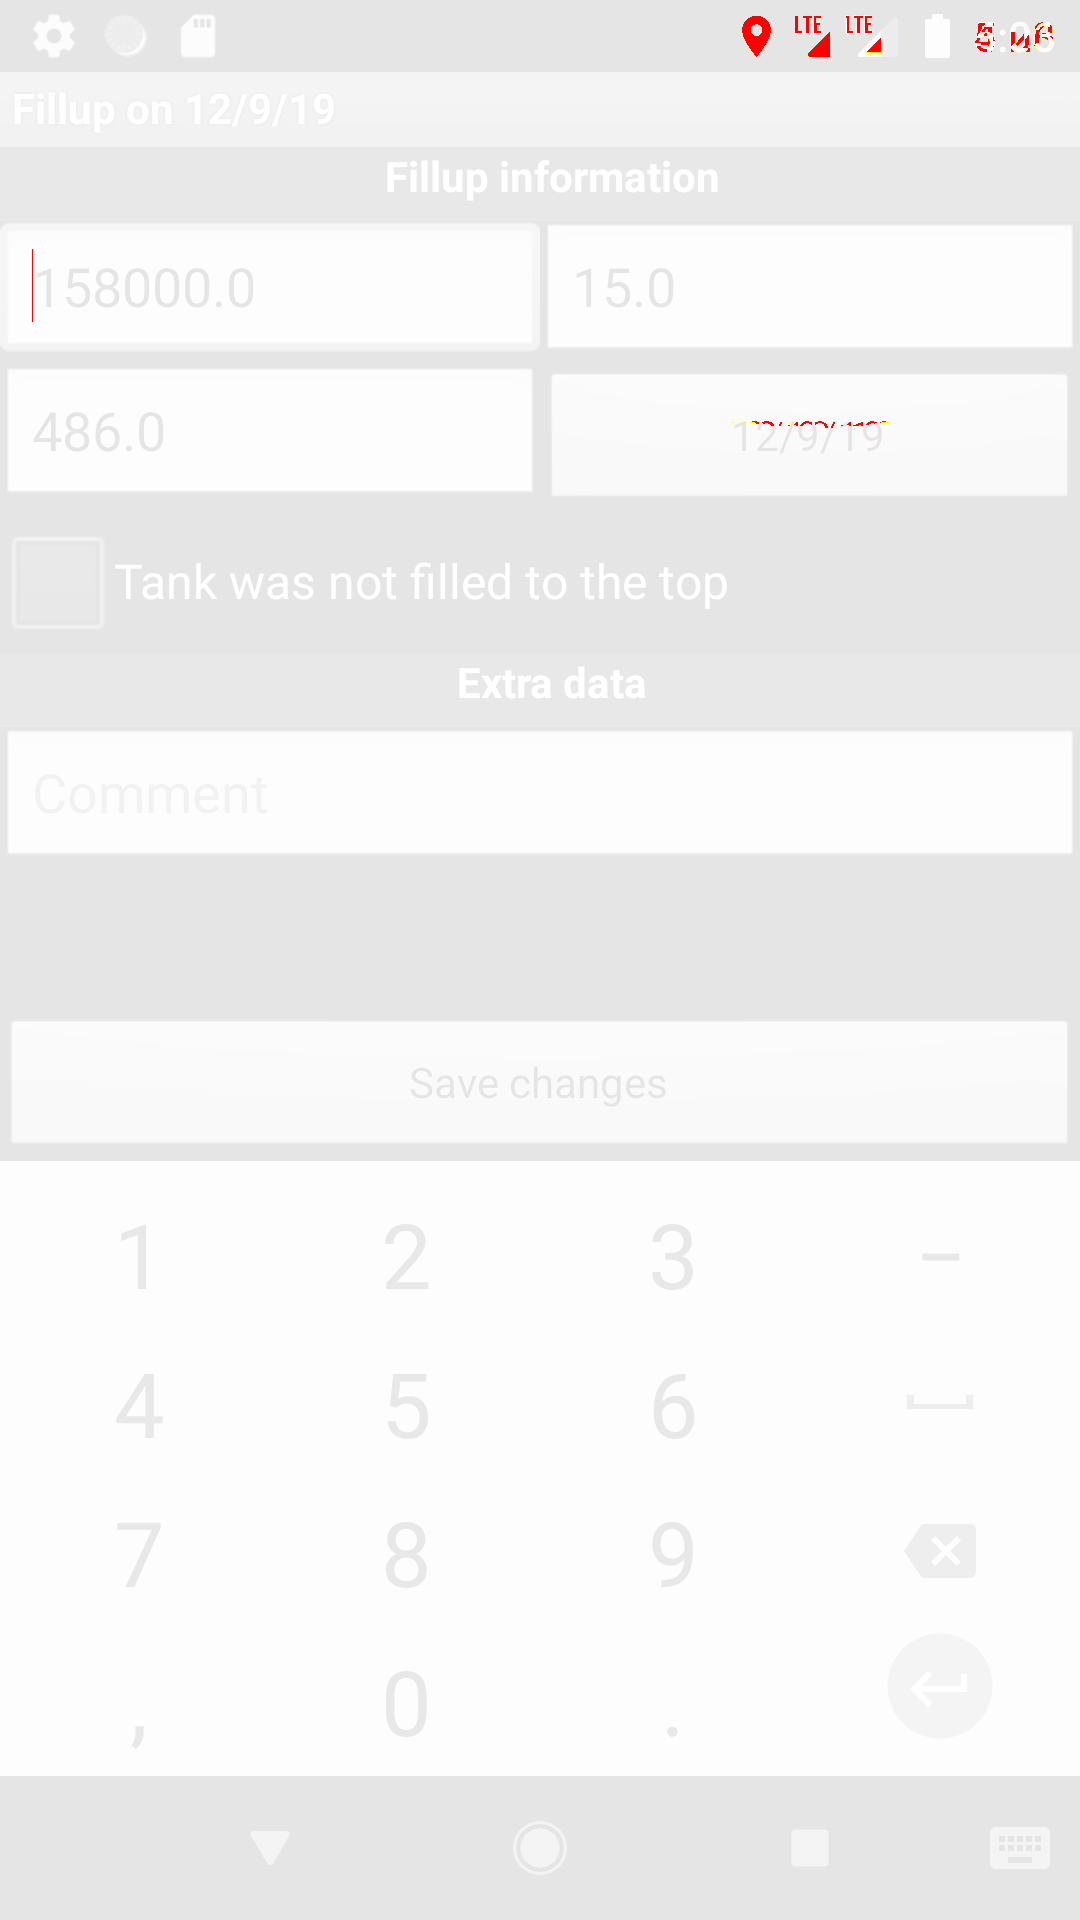 LTE LTE
Fillup on 12/9/19
Fillup information
158000.0 15.0
486.0 12/9/19
Tank was not filled to the top
Extra data
Comment
Save changes
1 2 3 –
4 5 6
7 8 9
, 0 .